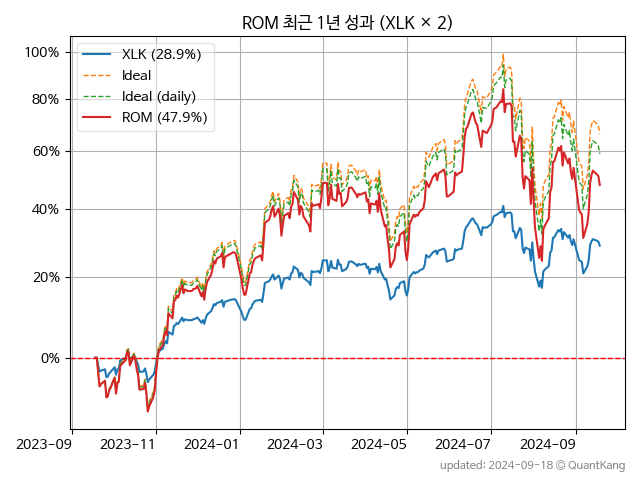 ROM 최근 1년 성과 (XLK × 2)
XLK (28.9%)
Ideal
Ideal (daily)
ROM (47.9%)
100%
80%
60%
40%
20%
0%
2023-09 2023-11 2024-01 2024-03 2024-05 2024-07 2024-09
updated: 2024-09-18 © QuantKang